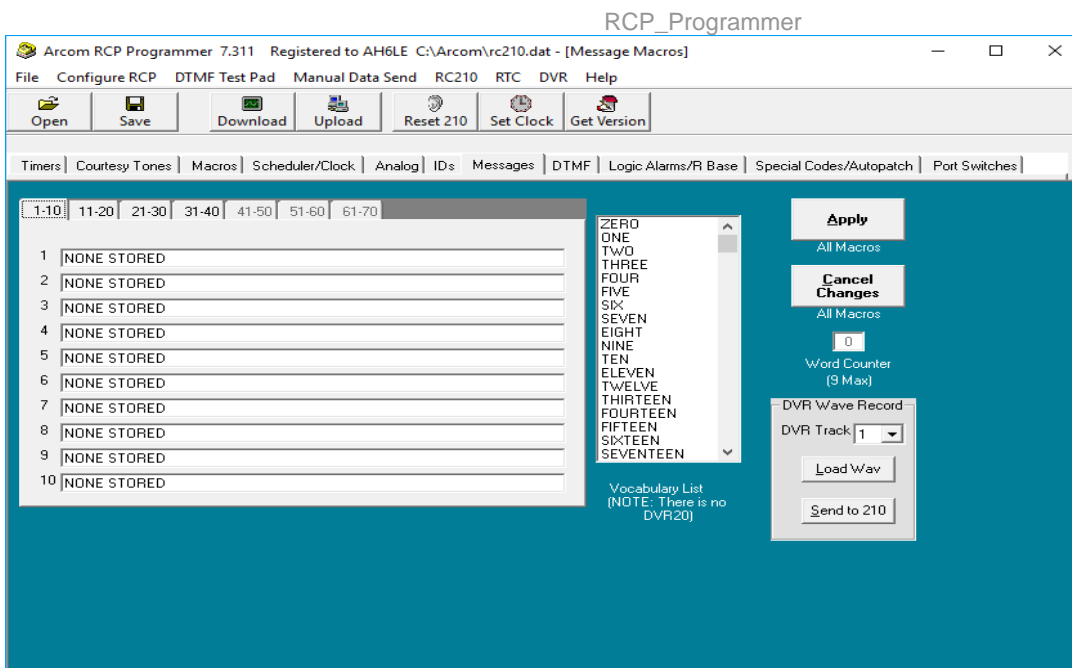 RCP_Programmer
Arcom RCP Programmer 7.311 Registered to AH6LE C:\Arcom\rc210.dat - [Message Macros]
File Configure RCP DTMF Test Pad Manual Data Send RC210 RTC DVR Help
Open Save Download Upload Reset 210 Set Clock Get Version
Timers Courtesy Tones Macros Scheduler/Clock Analog IDs Messages DTMF Logic Alarms/R Base Special Codes/Autopatch Port Switches
1-10 11-20 21-30 31-40 41-50 51-60 61-70
1 NONE STORED
2 NONE STORED
3 NONE STORED
4 NONE STORED
5 NONE STORED
6 NONE STORED
7 NONE STORED
8 NONE STORED
9 NONE STORED
10 NONE STORED
ZERO
ONE
TWO
THREE
FOUR
FIVE
SIX
SEVEN
EIGHT
NINE
TEN
ELEVEN
TWELVE
THIRTEEN
FOURTEEN
FIFTEEN
SIXTEEN
SEVENTEEN
Vocabulary List
(NOTE: There is no
DVR20)
Apply
All Macros
Cancel
Changes
All Macros
0
Word Counter
(9 Max)
DVR Wave Record
DVR Track 1
Load Wav
Send to 210